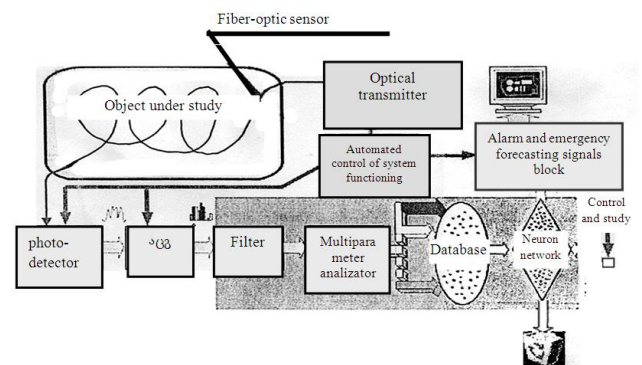 Fiber-optic sensor
Object under study
Optical
transmitter
Automated
control of system
functioning
Alarm and emergency
forecasting signals
block
Control
and study
photo-
detector
Filter
Multipara
meter
analizator
Database
Neuron
network